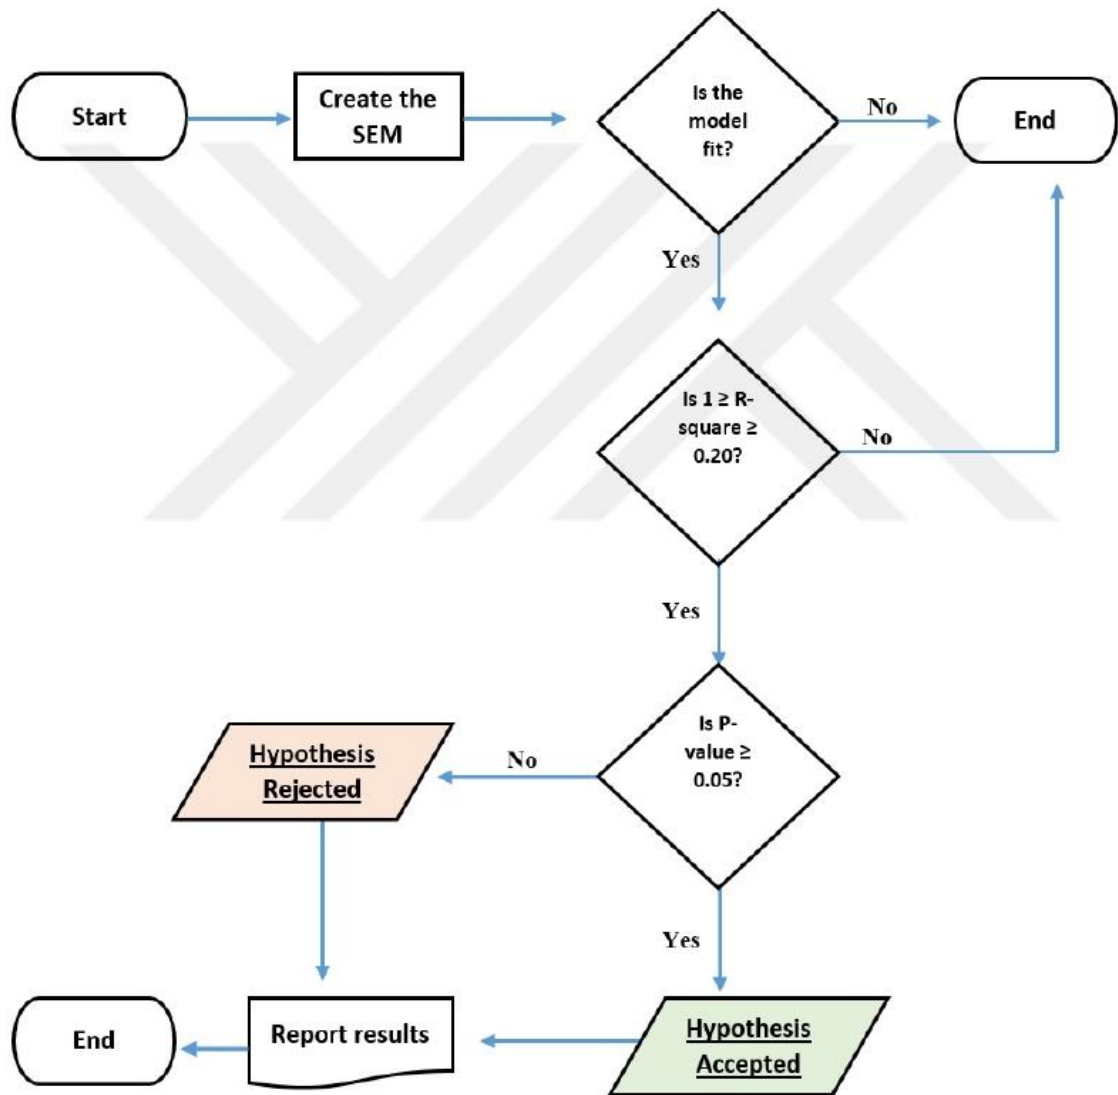 Start
Create the
SEM
Is the
model
fit?
No
End
Yes
Is 1 ≥ R-
square ≥
0.20?
No
Yes
Is P-
value ≥
0.05?
No
Hypothesis
Rejected
Yes
Hypothesis
Accepted
Report results
End